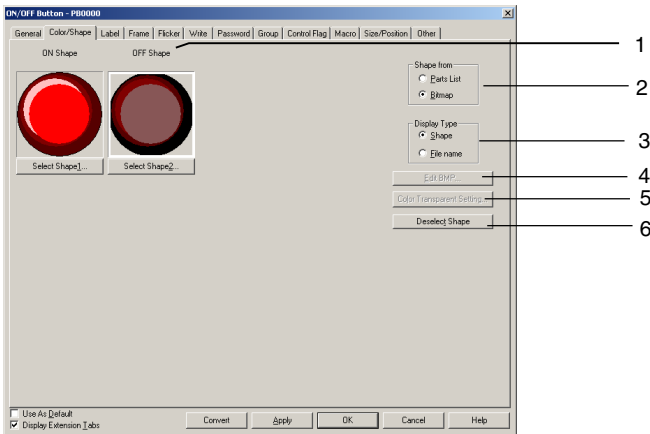 ON/OFF Button - PB0000
General Color/Shape Label Frame Flicker Write Password Group Control Flag Macro Size/Position Other
ON Shape OFF Shape
1
Shape from
Parts List
Bitmap
2
Display Type
Shape
File name
3
Select Shape1... Select Shape2...
Edit BMP...
4
Color Transparent Setting...
5
Deselect Shape
6
Use As Default
Display Extension Tabs
Convert Apply OK Cancel Help